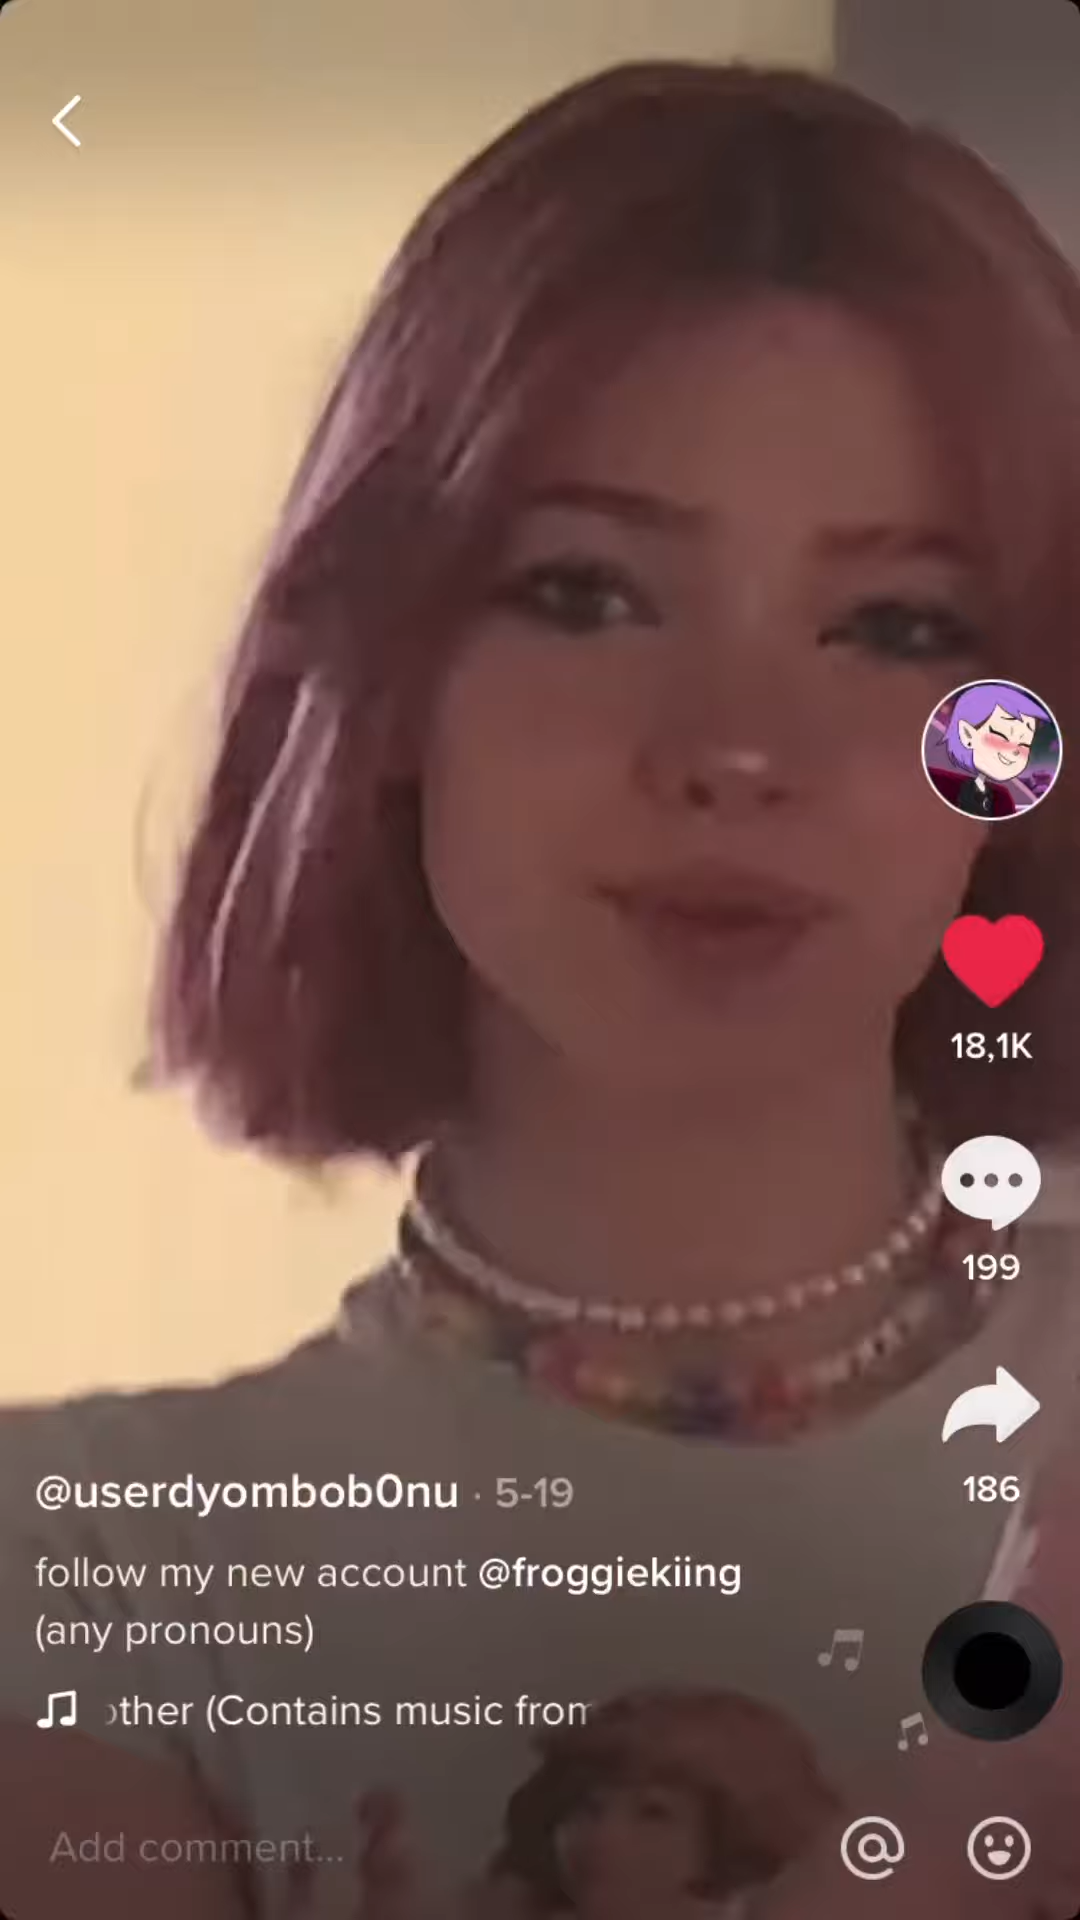 18,1K
199
186
@userdyombob0nu · 5-19
follow my new account @froggiekiing
(any pronouns)
other (Contains music from
Add comment...